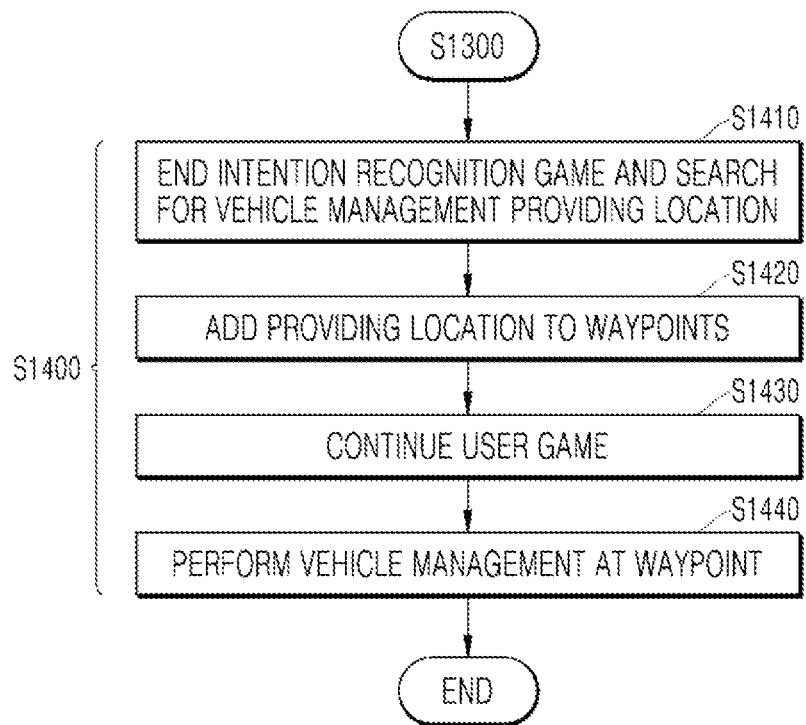 S1300
S1410
END INTENTION RECOGNITION GAME AND SEARCH
FOR VEHICLE MANAGEMENT PROVIDING LOCATION
S1420
ADD PROVIDING LOCATION TO WAYPOINTS
S1400
S1430
CONTINUE USER GAME
S1440
PERFORM VEHICLE MANAGEMENT AT WAYPOINT
END